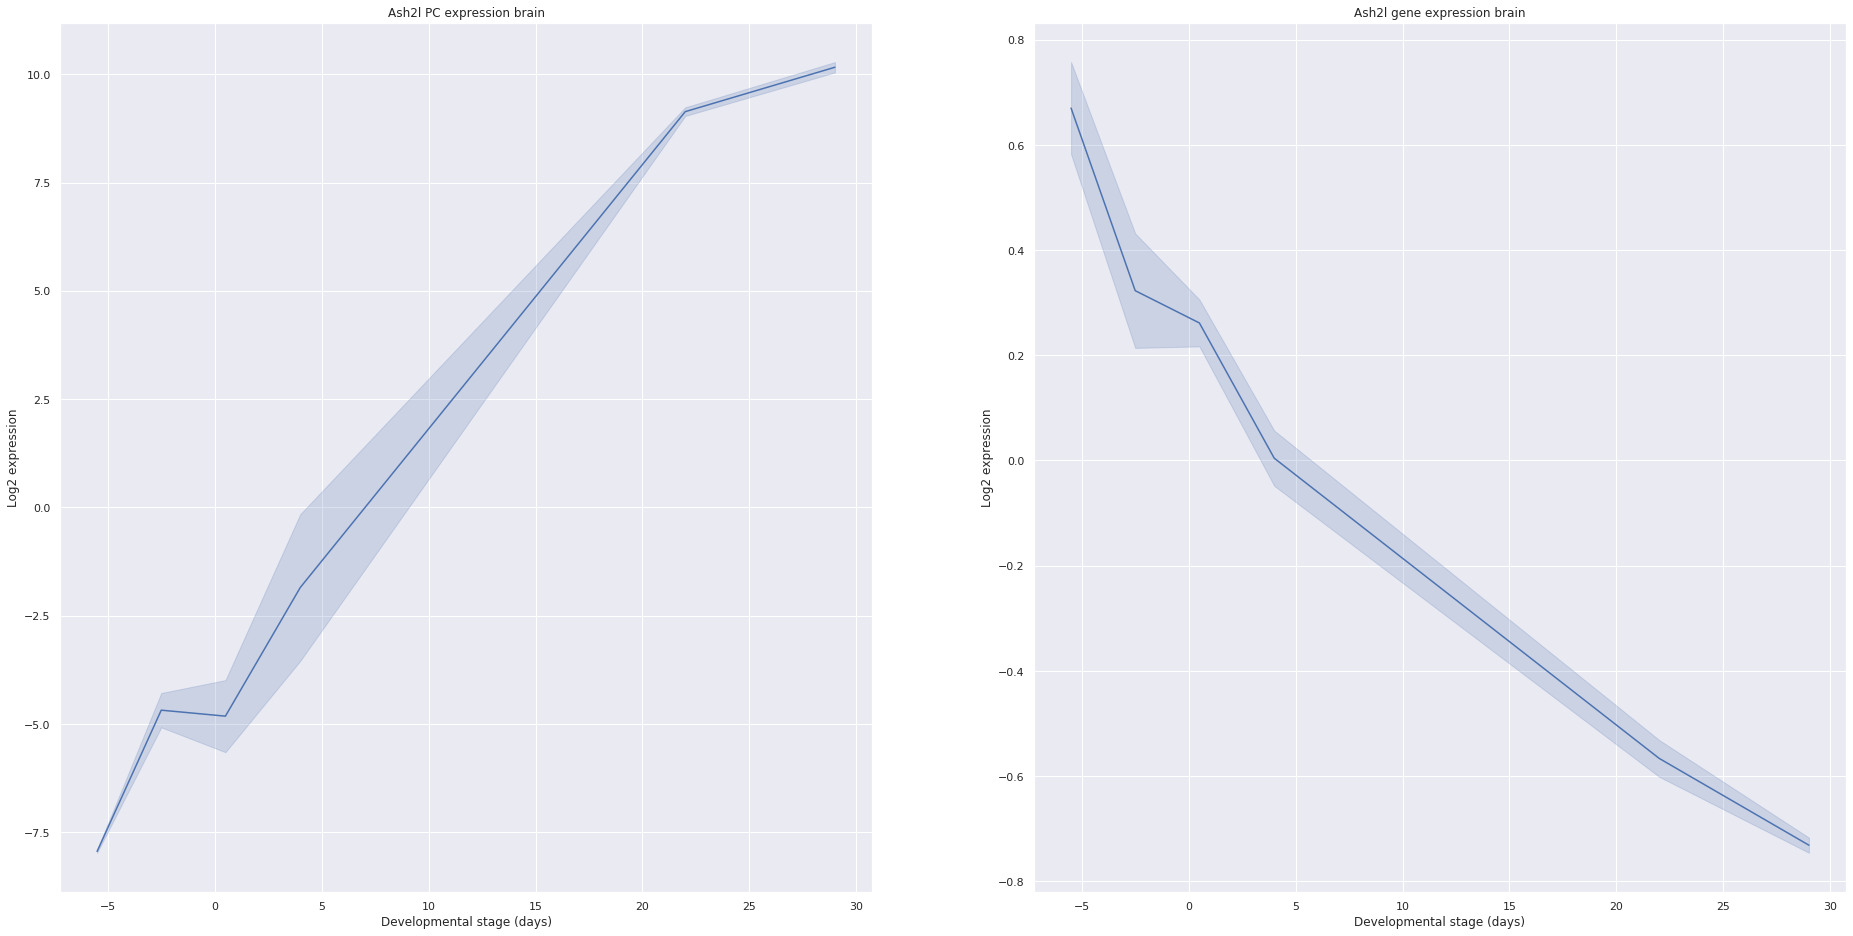 Ash2l PC expression brain
10.0
7.5
5.0
2.5
0.0
−2.5
−5.0
−7.5
Log2 expression
−5 0 5 10 15 20 25 30
Developmental stage (days)
Ash2l gene expression brain
0.8
0.6
0.4
0.2
0.0
−0.2
−0.4
−0.6
−0.8
Log2 expression
−5 0 5 10 15 20 25 30
Developmental stage (days)